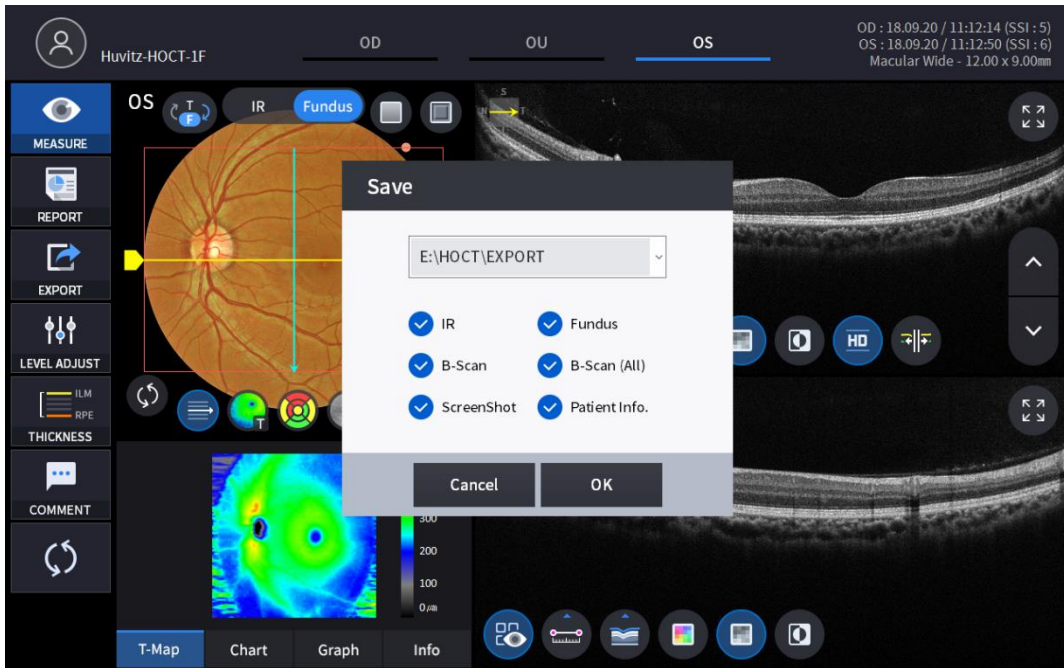 Huvitz-HOCT-1F
OD
OU
OS
OD : 18.09.20 / 11:12:14 (SSI : 5)
OS : 18.09.20 / 11:12:50 (SSI : 6)
Macular Wide - 12.00 x 9.00mm
MEASURE
REPORT
EXPORT
LEVEL ADJUST
ILM
RPE
THICKNESS
COMMENT
OS
T
F
IR
Fundus
S
N
T
Save
E:\HOCT\EXPORT
IR
Fundus
B-Scan
B-Scan (All)
ScreenShot
Patient Info.
Cancel
OK
HD
T
300
200
100
0 μm
T-Map
Chart
Graph
Info